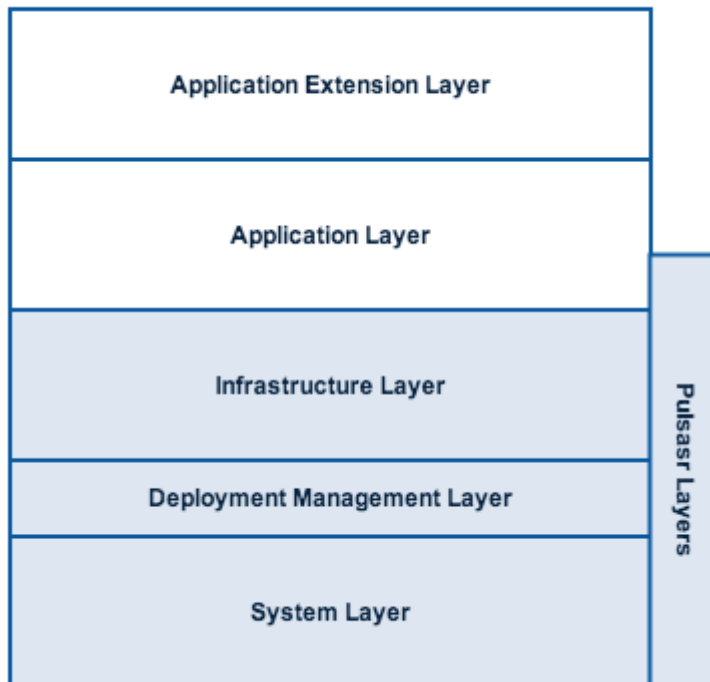 Application Extension Layer
Application Layer
Infrastructure Layer
Deployment Management Layer
System Layer
Pulsasr Layers